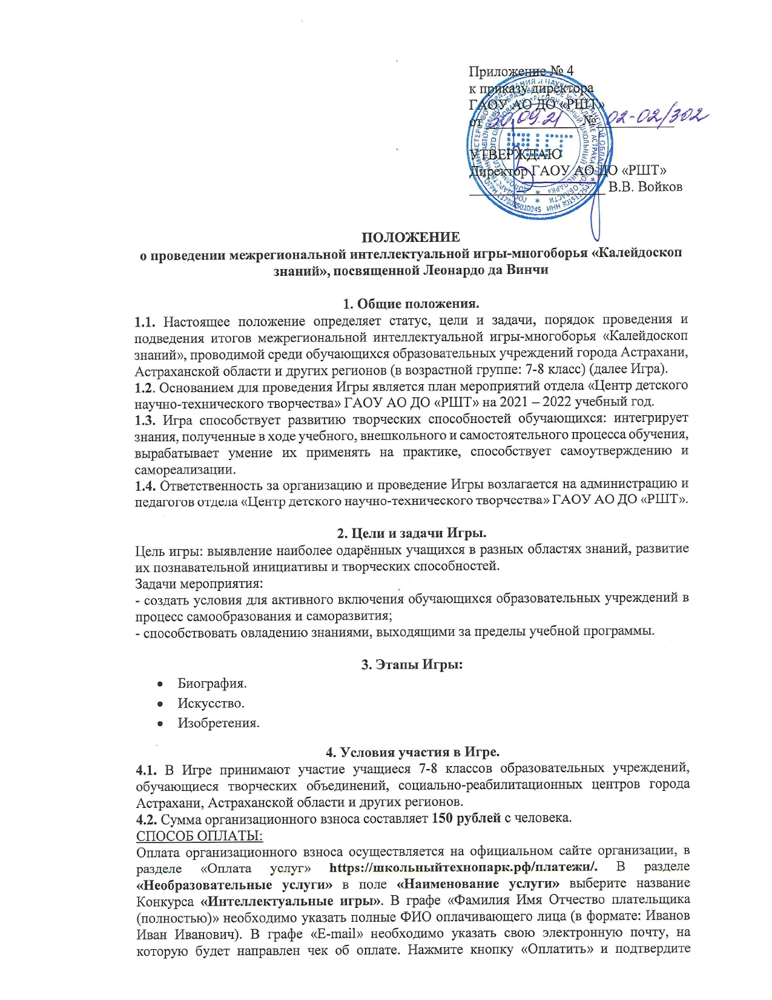 Приложение № 4
к приказу директора
ГАОУ АО ДО «РШТ»
от 30.09.21 № 02-02/302
УТВЕРЖДАЮ
Директор ГАОУ АО ДО «РШТ»
В.В. Войков
ПОЛОЖЕНИЕ
о проведении межрегиональной интеллектуальной игры-многоборья «Калейдоскоп
знаний», посвященной Леонардо да Винчи
1. Общие положения.
1.1. Настоящее положение определяет статус, цели и задачи, порядок проведения и
подведения итогов межрегиональной интеллектуальной игры-многоборья «Калейдоскоп
знаний», проводимой среди обучающихся образовательных учреждений города Астрахани,
Астраханской области и других регионов (в возрастной группе: 7-8 класс) (далее Игра).
1.2. Основанием для проведения Игры является план мероприятий отдела «Центр детского
научно-технического творчества» ГАОУ АО ДО «РШТ» на 2021 – 2022 учебный год.
1.3. Игра способствует развитию творческих способностей обучающихся: интегрирует
знания, полученные в ходе учебного, внешкольного и самостоятельного процесса обучения,
вырабатывает умение их применять на практике, способствует самоутверждению и
самореализации.
1.4. Ответственность за организацию и проведение Игры возлагается на администрацию и
педагогов отдела «Центр детского научно-технического творчества» ГАОУ АО ДО «РШТ».
2. Цели и задачи Игры.
Цель игры: выявление наиболее одарённых учащихся в разных областях знаний, развитие
их познавательной инициативы и творческих способностей.
Задачи мероприятия:
- создать условия для активного включения обучающихся образовательных учреждений в
процесс самообразования и саморазвития;
- способствовать овладению знаниями, выходящими за пределы учебной программы.
3. Этапы Игры:
• Биография.
• Искусство.
• Изобретения.
4. Условия участия в Игре.
4.1. В Игре принимают участие учащиеся 7-8 классов образовательных учреждений,
обучающиеся творческих объединений, социально-реабилитационных центров города
Астрахани, Астраханской области и других регионов.
4.2. Сумма организационного взноса составляет 150 рублей с человека.
СПОСОБ ОПЛАТЫ:
Оплата организационного взноса осуществляется на официальном сайте организации, в
разделе «Оплата услуг» https://школьныйтехнопарк.рф/платежи/. В разделе
«Необразовательные услуги» в поле «Наименование услуги» выберите название
Конкурса «Интеллектуальные игры». В графе «Фамилия Имя Отчество плательщика
(полностью)» необходимо указать полные ФИО оплачивающего лица (в формате: Иванов
Иван Иванович). В графе «E-mail» необходимо указать свою электронную почту, на
которую будет направлен чек об оплате. Нажмите кнопку «Оплатить» и подтвердите